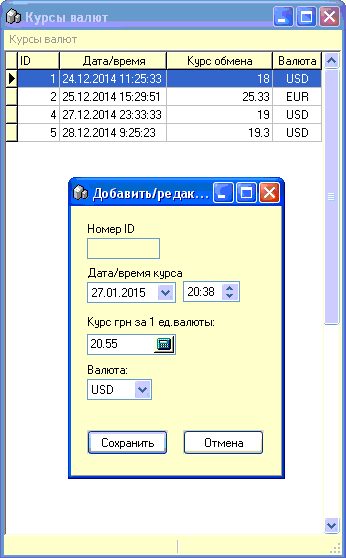 Курсы валют
Курсы валют
ID Дата/время Курс обмена Валюта
1 24.12.2014 11:25:33 18 USD
2 25.12.2014 15:29:51 25.33 EUR
4 27.12.2014 23:33:33 19 USD
5 28.12.2014 9:25:23 19.3 USD
Добавить/редак...
Номер ID
Дата/время курса
27.01.2015 20:38
Курс грн за 1 ед.валюты:
20.55
Валюта:
USD
Сохранить Отмена